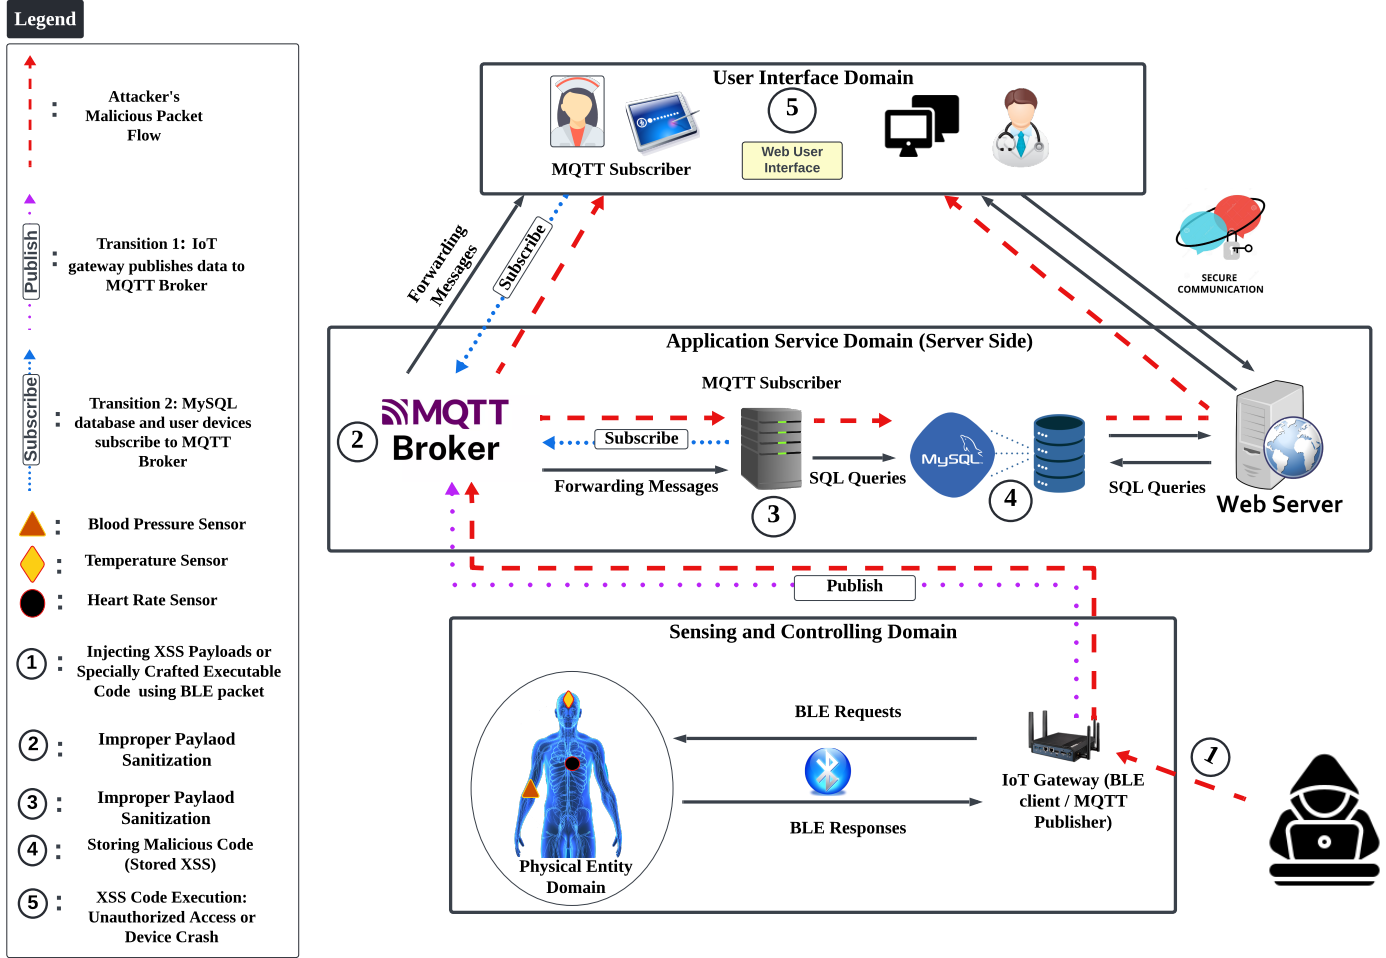 Legend
:
Attacker's
Malicious Packet
Flow
Publish
:
Transition 1: IoT
gateway publishes data to
MQTT Broker
Subscribe
:
Transition 2: MySQL
database and user devices
subscribe to MQTT
Broker
:
Blood Pressure Sensor
:
Temperature Sensor
:
Heart Rate Sensor
1
:
Injecting XSS Payloads or
Specially Crafted Executable
Code using BLE packet
2
:
Improper Paylaod
Sanitization
3
:
Improper Paylaod
Sanitization
4
:
Storing Malicious Code
(Stored XSS)
5
:
XSS Code Execution:
Unauthorized Access or
Device Crash
User Interface Domain
5
MQTT Subscriber
Web User
Interface
Forwarding
Messages
Subscribe
SECURE
COMMUNICATION
Application Service Domain (Server Side)
MQTT Subscriber
2
MQTT
Broker
Subscribe
Forwarding Messages
3
SQL Queries
MySQL
4
SQL Queries
Web Server
Publish
Sensing and Controlling Domain
BLE Requests
BLE Responses
Physical Entity
Domain
IoT Gateway (BLE
client / MQTT
Publisher)
1